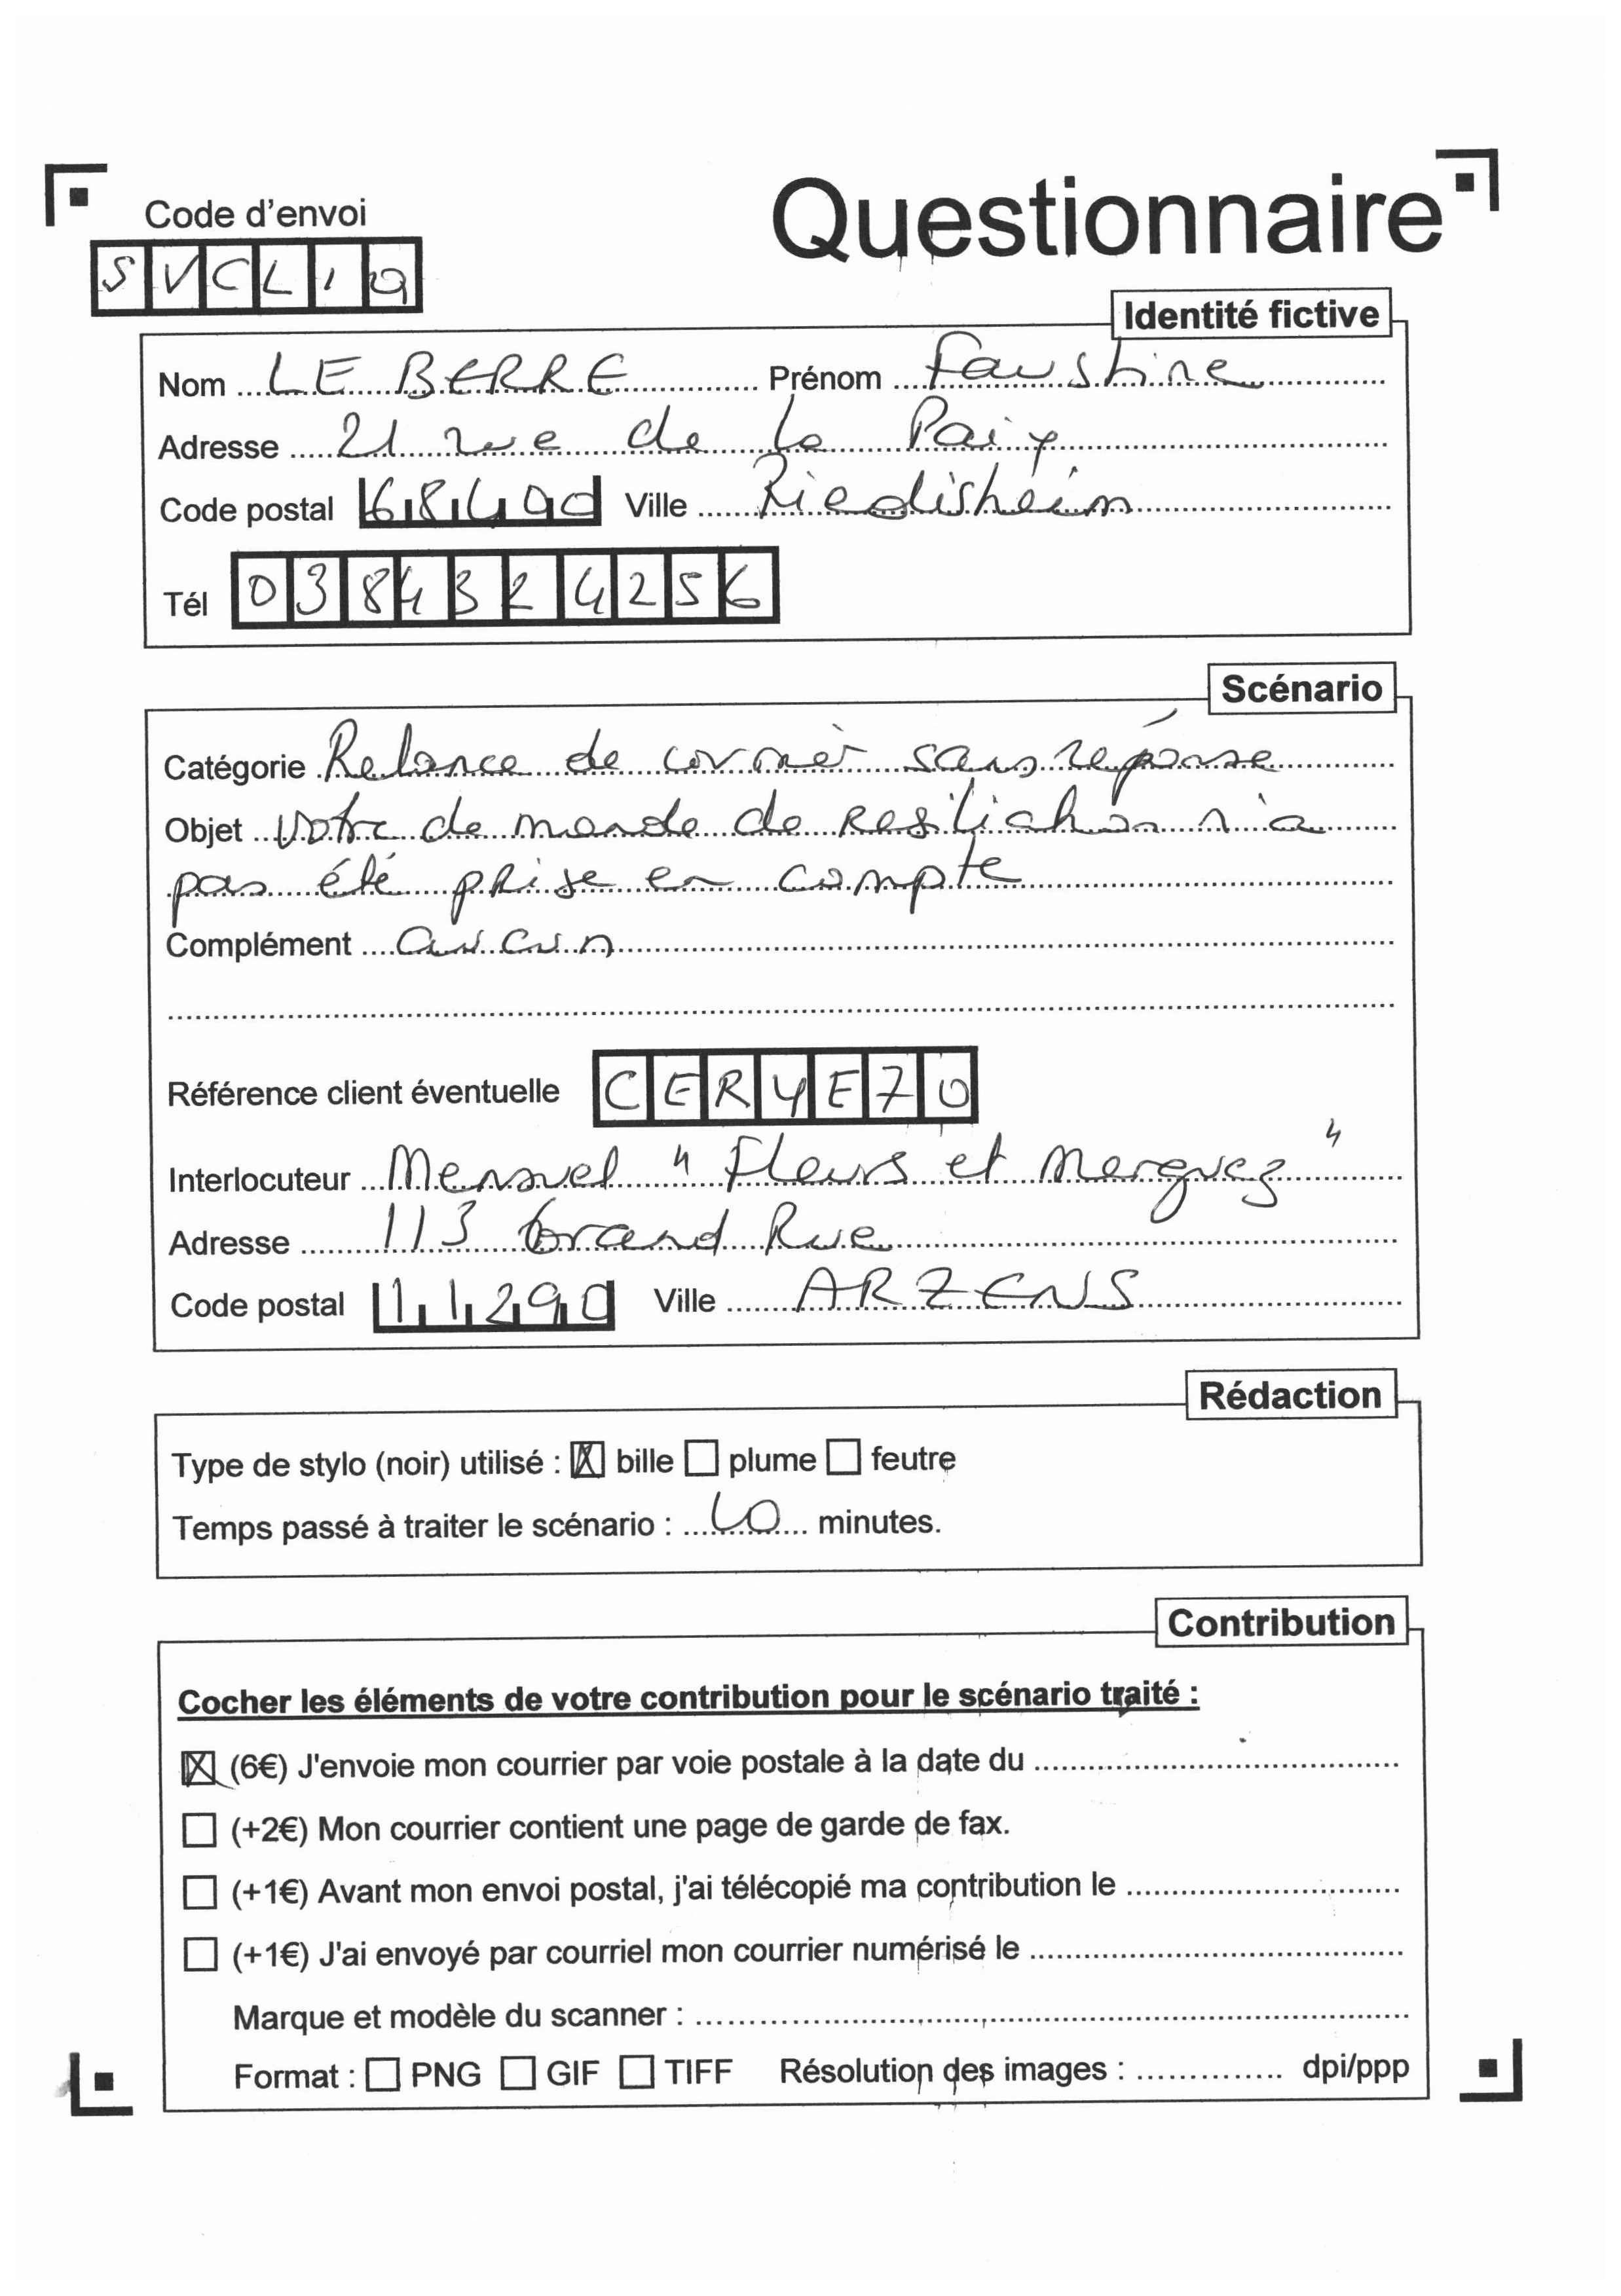 Questionnaire
Code d'envoi
SVCL19
Identité fictive
Nom LE BERRE Prénom Faustine
Adresse 21 rue de la Paix
Code postal 68400 Ville Riedisheim
Tél 0384324256
Scénario
Catégorie Relance de courrier sans réponse
Objet Votre demande de resiliation n'a
pas été prise en compte
Complément aucun
Référence client éventuelle CERYE70
Interlocuteur Mensuel "Fleurs et Merguez"
Adresse 113 Grand Rue
Code postal 11290 Ville ARZENS
Rédaction
Type de stylo (noir) utilisé : ☒ bille ☐ plume ☐ feutre
Temps passé à traiter le scénario : minutes.
Contribution
Cocher les éléments de votre contribution pour le scénario traité :
☒ (6€) J'envoie mon courrier par voie postale à la date du
☐ (+2€) Mon courrier contient une page de garde de fax.
☐ (+1€) Avant mon envoi postal, j'ai télécopié ma contribution le
☐ (+1€) J'ai envoyé par courriel mon courrier numérisé le
Marque et modèle du scanner :
Format : ☐ PNG ☐ GIF ☐ TIFF Résolution des images : dpi/ppp